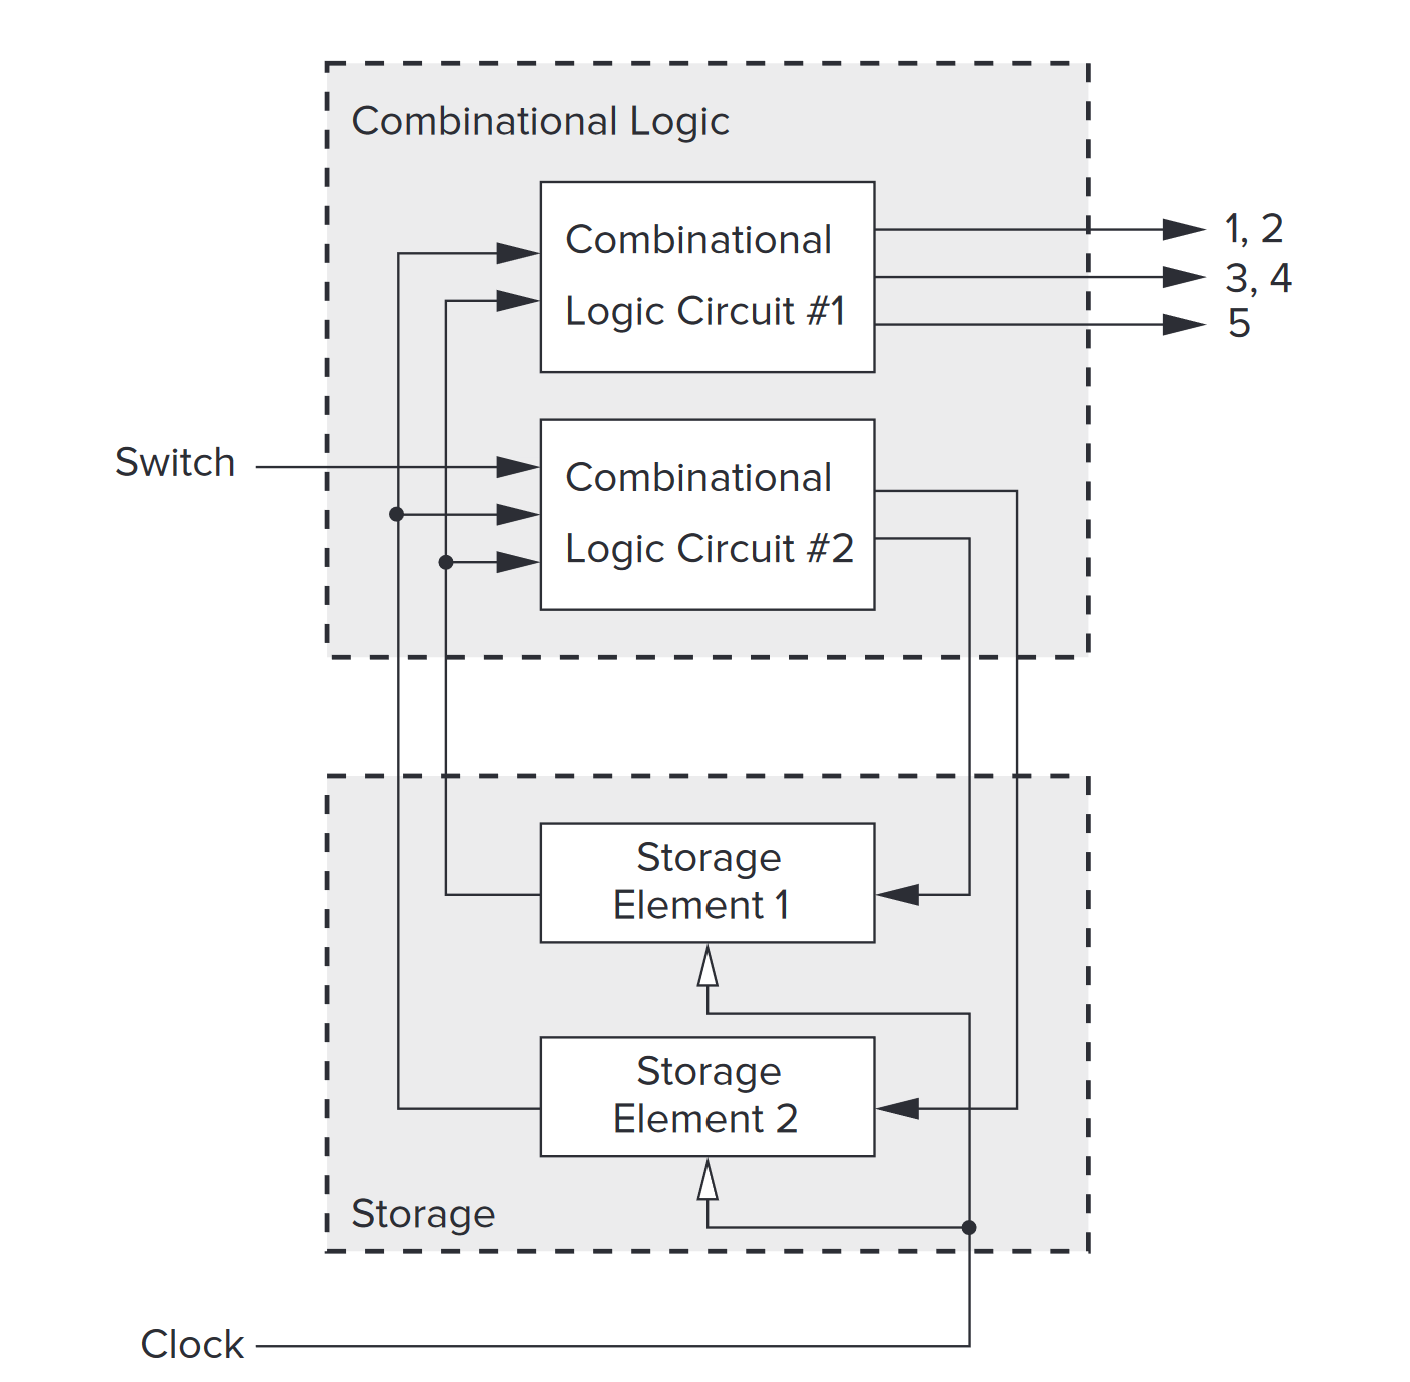 Combinational Logic
Combinational
Logic Circuit #1
1, 2
3, 4
5
Switch
Combinational
Logic Circuit #2
Storage
Element 1
Storage
Element 2
Storage
Clock